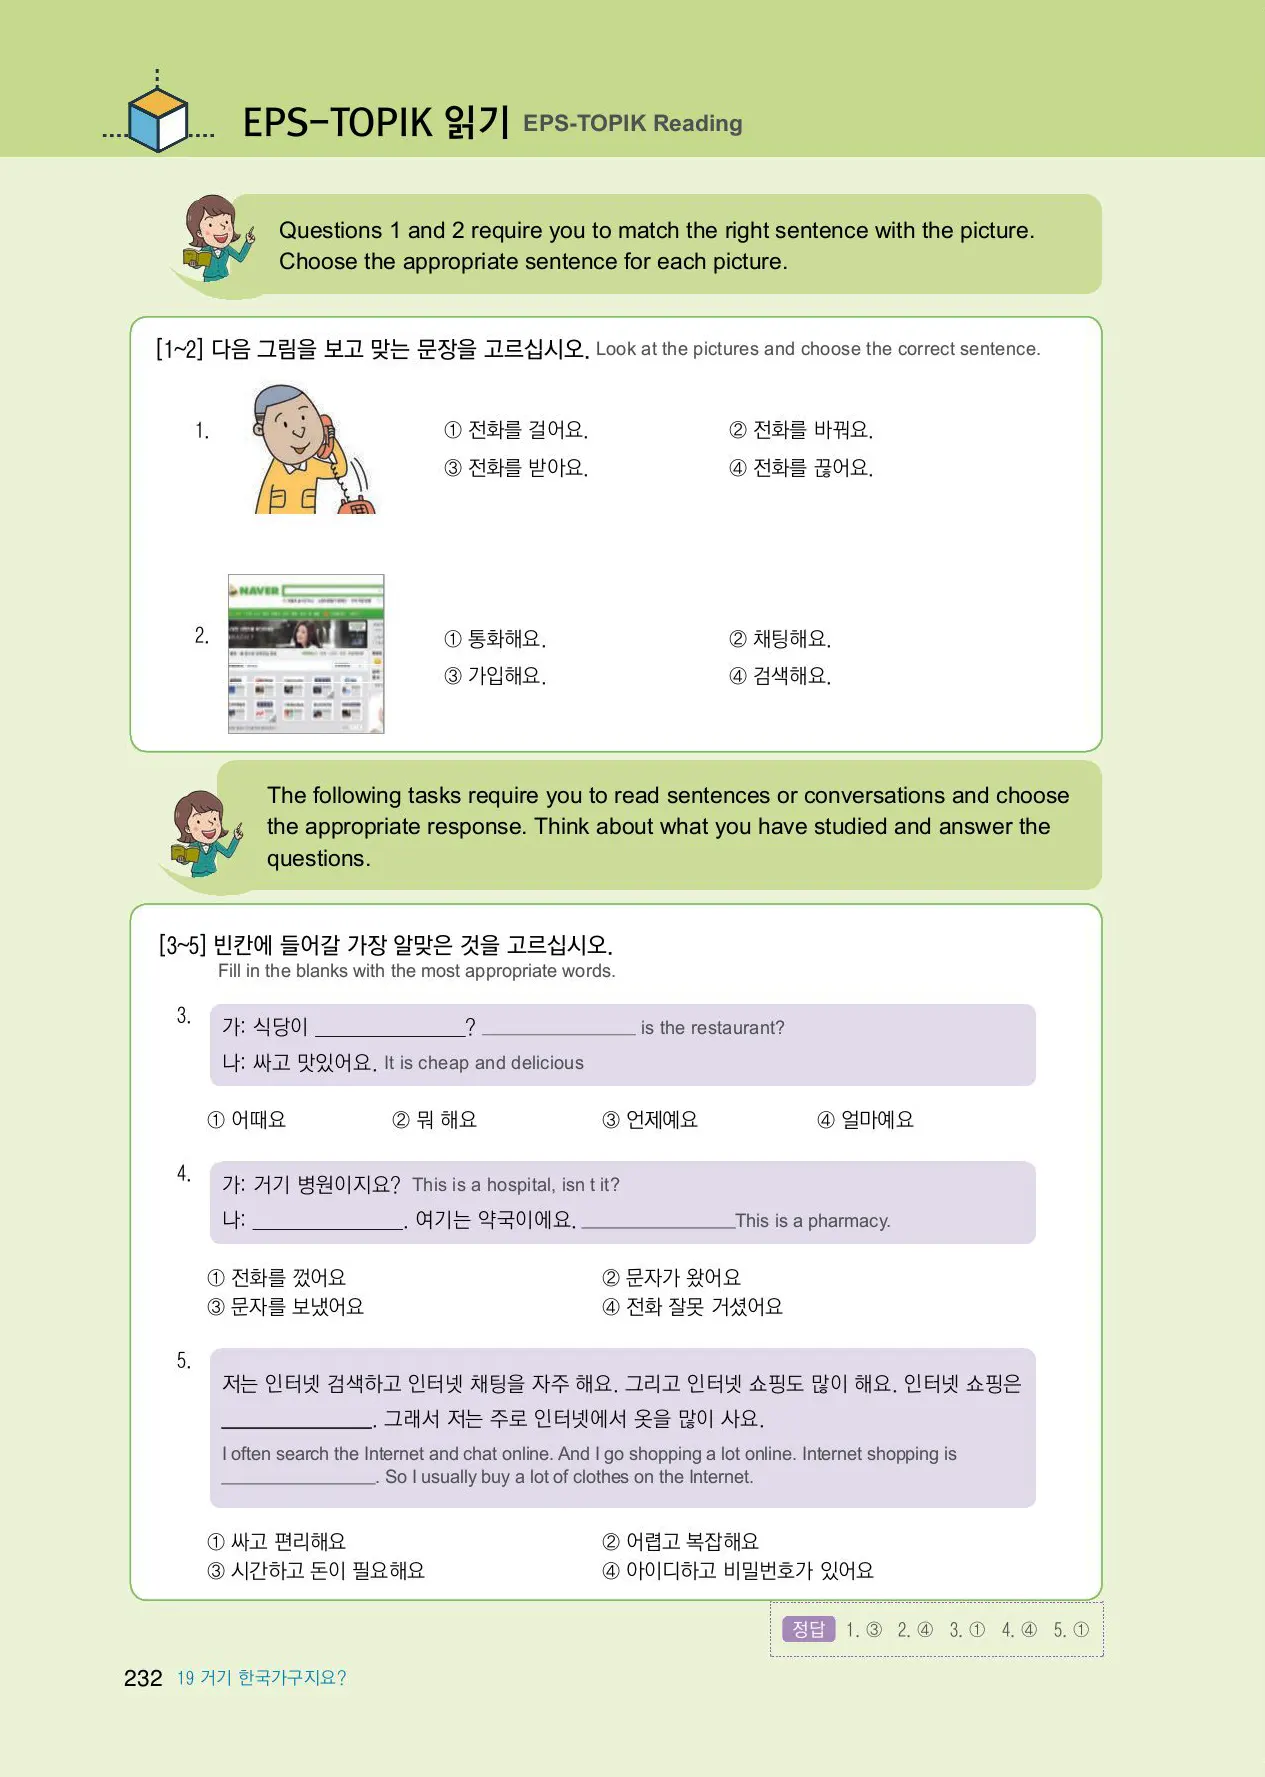 EPS-TOPIK 읽기 EPS-TOPIK Reading
Questions 1 and 2 require you to match the right sentence with the picture.
Choose the appropriate sentence for each picture.
[1~2] 다음 그림을 보고 맞는 문장을 고르십시오. Look at the pictures and choose the correct sentence.
1.
① 전화를 걸어요. ② 전화를 바꿔요.
③ 전화를 받아요. ④ 전화를 끊어요.
NAVER
2.
① 통화해요. ② 채팅해요.
③ 가입해요. ④ 검색해요.
The following tasks require you to read sentences or conversations and choose
the appropriate response. Think about what you have studied and answer the
questions.
[3~5] 빈칸에 들어갈 가장 알맞은 것을 고르십시오.
Fill in the blanks with the most appropriate words.
3.
가: 식당이 ______________? ______________ is the restaurant?
나: 싸고 맛있어요. It is cheap and delicious
① 어때요 ② 뭐 해요 ③ 언제예요 ④ 얼마예요
4.
가: 거기 병원이지요? This is a hospital, isn t it?
나: ______________. 여기는 약국이에요. ______________This is a pharmacy.
① 전화를 껐어요 ② 문자가 왔어요
③ 문자를 보냈어요 ④ 전화 잘못 거셨어요
5.
저는 인터넷 검색하고 인터넷 채팅을 자주 해요. 그리고 인터넷 쇼핑도 많이 해요. 인터넷 쇼핑은
______________. 그래서 저는 주로 인터넷에서 옷을 많이 사요.
I often search the Internet and chat online. And I go shopping a lot online. Internet shopping is
______________. So I usually buy a lot of clothes on the Internet.
① 싸고 편리해요 ② 어렵고 복잡해요
③ 시간하고 돈이 필요해요 ④ 아이디하고 비밀번호가 있어요
정답 1. ③ 2. ④ 3. ① 4. ④ 5. ①
232 19 거기 한국가구지요?